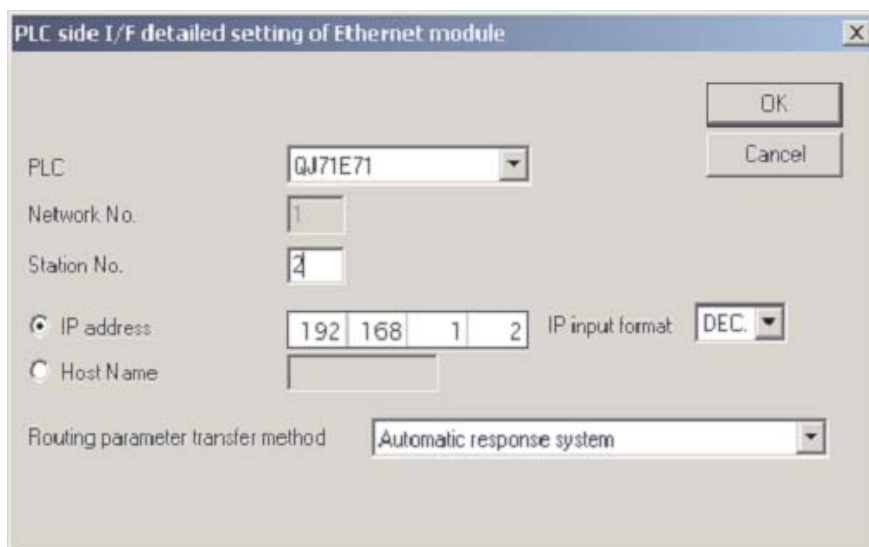 PLC side I/F detailed setting of Ethernet module
OK
Cancel
PLC QJ71E71
Network No. 1
Station No. 2
IP address 192 168 1 2 IP input format DEC.
Host Name
Routing parameter transfer method Automatic response system